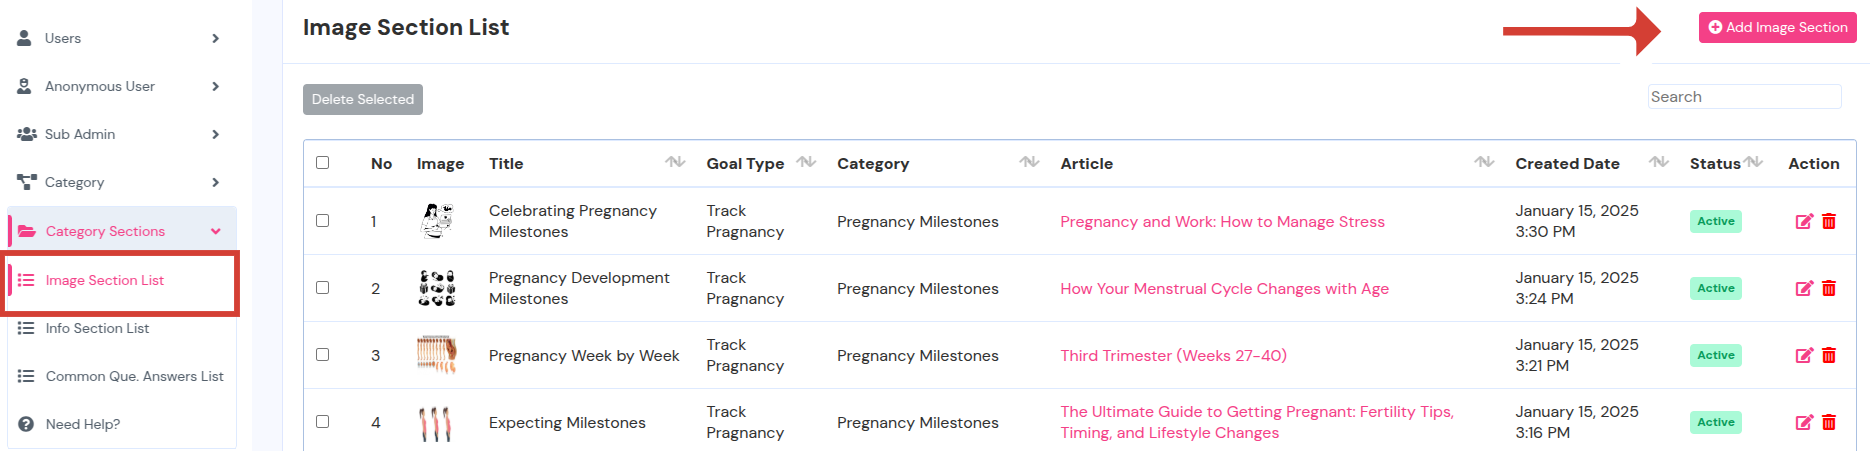 Users
Anonymous User
Sub Admin
Category
Category Sections
Image Section List
Info Section List
Common Que. Answers List
Need Help?
Image Section List
Add Image Section
Delete Selected
Search
No Image Title Goal Type Category Article Created Date Status Action
1 Celebrating Pregnancy Milestones Track Pragnancy Pregnancy Milestones Pregnancy and Work: How to Manage Stress January 15, 2025 3:30 PM Active
2 Pregnancy Development Milestones Track Pragnancy Pregnancy Milestones How Your Menstrual Cycle Changes with Age January 15, 2025 3:24 PM Active
3 Pregnancy Week by Week Track Pragnancy Pregnancy Milestones Third Trimester (Weeks 27-40) January 15, 2025 3:21 PM Active
4 Expecting Milestones Track Pragnancy Pregnancy Milestones The Ultimate Guide to Getting Pregnant: Fertility Tips, Timing, and Lifestyle Changes January 15, 2025 3:16 PM Active